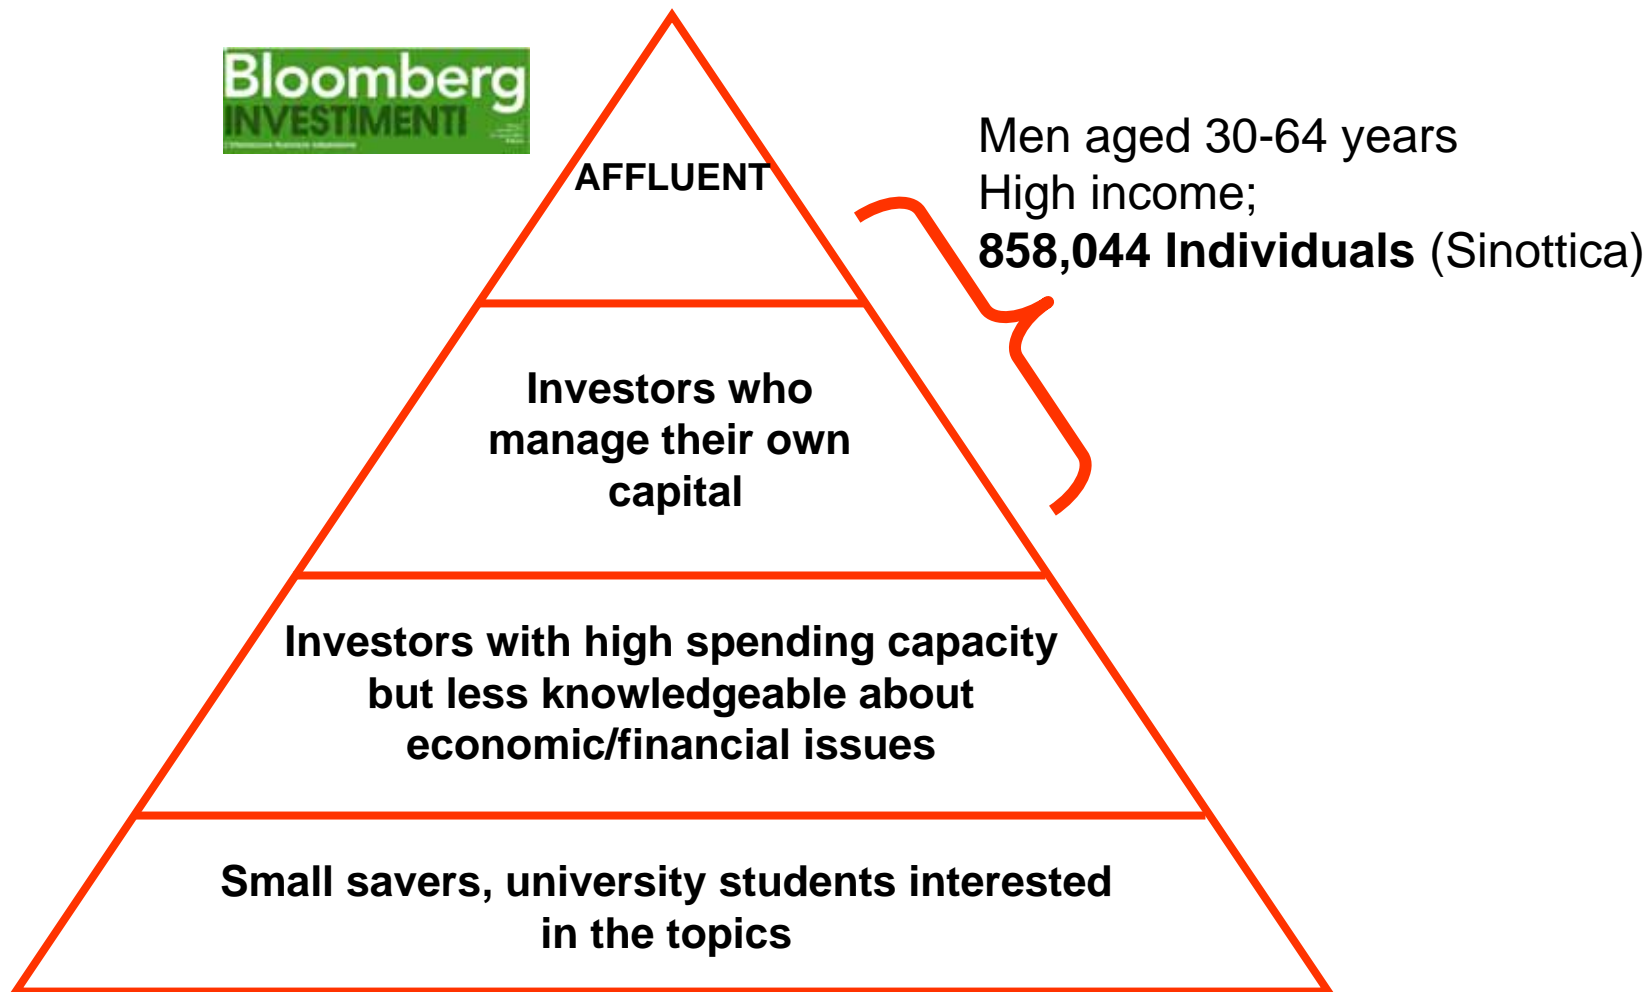 Bloomberg
INVESTIMENTI
AFFLUENT
Men aged 30-64 years
High income;
858,044 Individuals (Sinottica)
Investors who
manage their own
capital
Investors with high spending capacity
but less knowledgeable about
economic/financial issues
Small savers, university students interested
in the topics